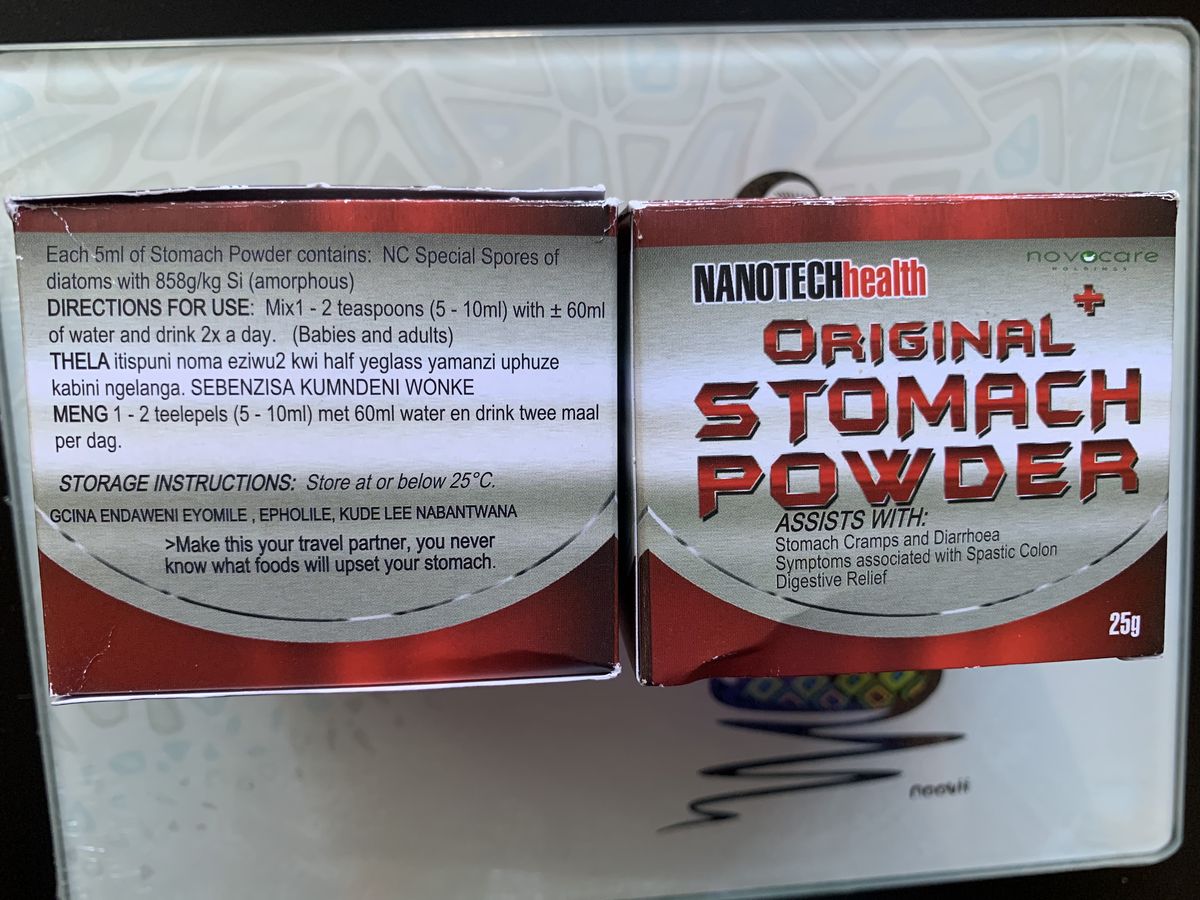 Each 5ml of Stomach Powder contains: NC Special Spores of
diatoms with 858g/kg Si (amorphous)
DIRECTIONS FOR USE: Mix1 - 2 teaspoons (5 - 10ml) with ± 60ml
of water and drink 2x a day. (Babies and adults)
THELA itispuni noma eziwu2 kwi half yeglass yamanzi uphuze
kabini ngelanga. SEBENZISA KUMNDENI WONKE
MENG 1 - 2 teelepels (5 - 10ml) met 60ml water en drink twee maal
per dag.
STORAGE INSTRUCTIONS: Store at or below 25°C.
GCINA ENDAWENI EYOMILE , EPHOLILE, KUDE LEE NABANTWANA
>Make this your travel partner, you never
know what foods will upset your stomach.
novocare
HOLDINGS
NANOTECHhealth
ORIGINAL
STOMACH
POWDER
ASSISTS WITH:
Stomach Cramps and Diarrhoea
Symptoms associated with Spastic Colon
Digestive Relief
25g